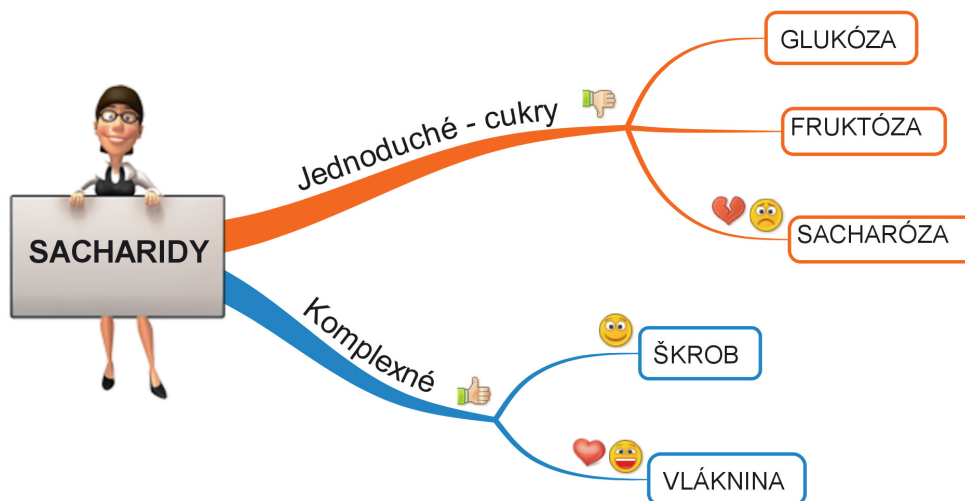 SACHARIDY
Jednoduché - cukry
GLUKÓZA
FRUKTÓZA
SACHARÓZA
Komplexné
ŠKROB
VLÁKNINA